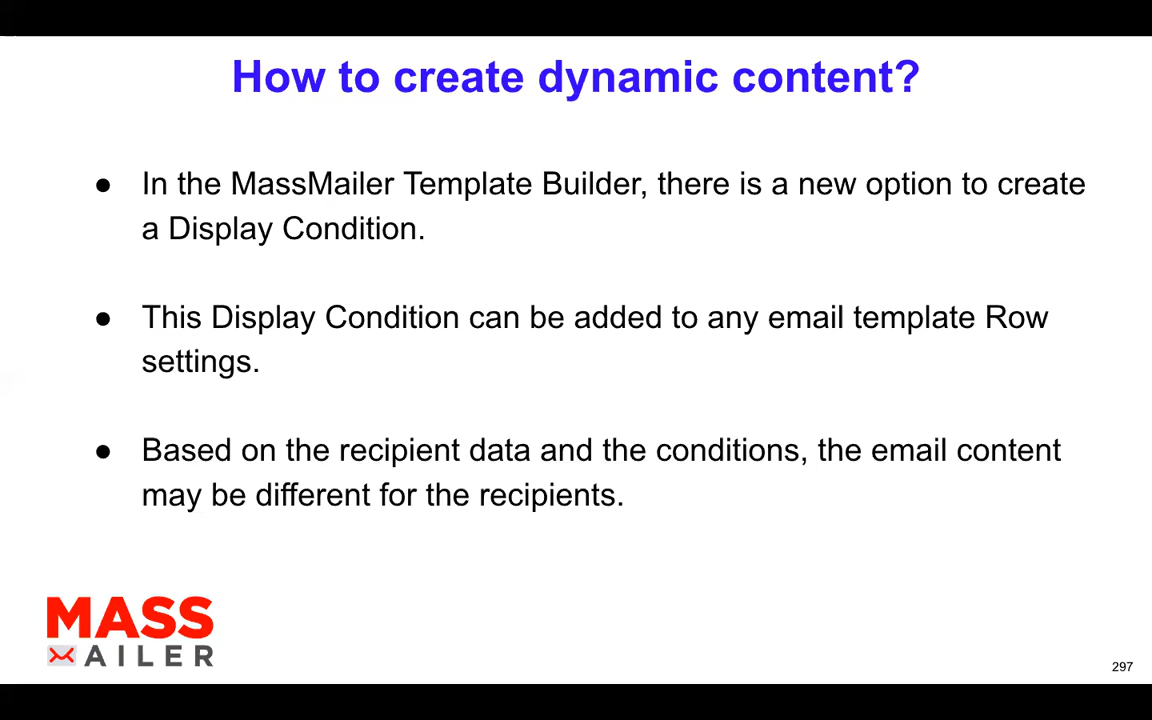 How to create dynamic content?
● In the MassMailer Template Builder, there is a new option to create
a Display Condition.
● This Display Condition can be added to any email template Row
settings.
● Based on the recipient data and the conditions, the email content
may be different for the recipients.
MASS
AILER
297